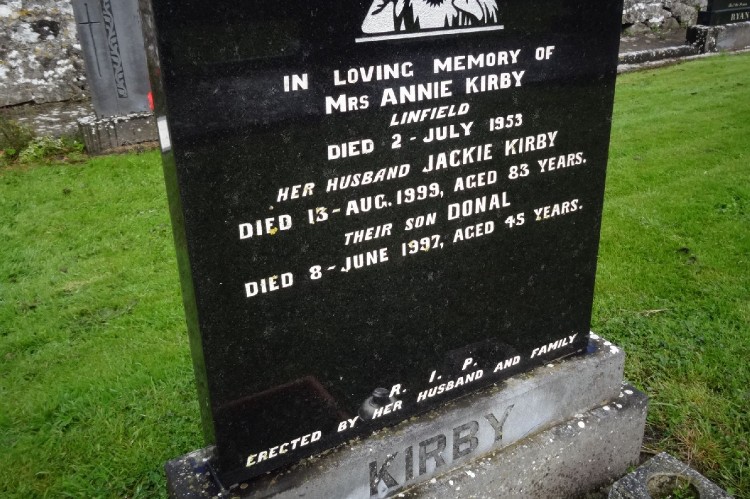 IN LOVING MEMORY OF
MRS ANNIE KIRBY
LINFIELD
DIED 2 - JULY 1953
HER HUSBAND JACKIE KIRBY
DIED 13 - AUG. 1999, AGED 83 YEARS.
THEIR SON DONAL
DIED 8 - JUNE 1997, AGED 45 YEARS.
R. I. P.
ERECTED BY HER HUSBAND AND FAMILY
KIRBY
RYAN